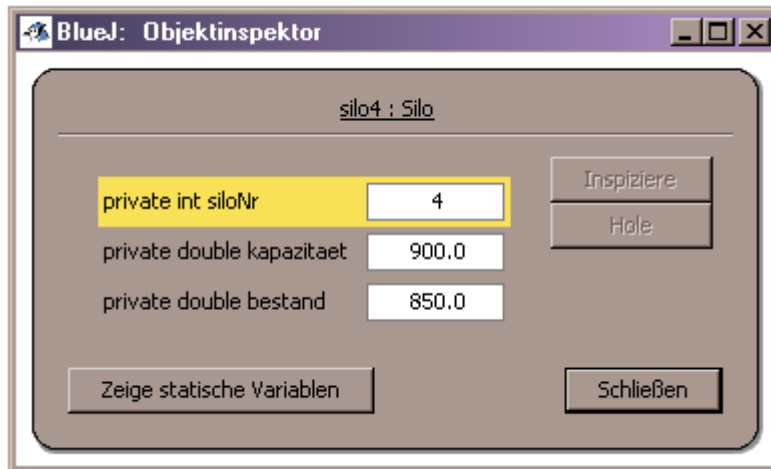 BlueJ: Objektinspektor
silo4 : Silo
private int siloNr 4
private double kapazitaet 900.0
private double bestand 850.0
Inspiziere
Hole
Zeige statische Variablen
Schließen